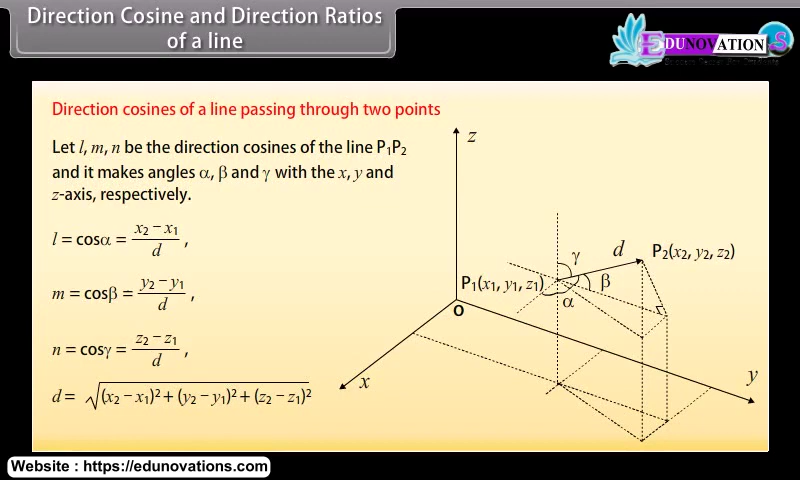 Direction Cosine and Direction Ratios
of a line
EDUNOVATIONS
Direction cosines of a line passing through two points
Let l, m, n be the direction cosines of the line P₁P₂
and it makes angles α, β and γ with the x, y and
z-axis, respectively.
l = cosα = (x₂ − x₁)/d ,
m = cosβ = (y₂ − y₁)/d ,
n = cosγ = (z₂ − z₁)/d ,
d = √((x₂ − x₁)² + (y₂ − y₁)² + (z₂ − z₁)²)
z
γ
d
P₂(x₂, y₂, z₂)
P₁(x₁, y₁, z₁)
β
α
O
x
y
Website : https://edunovations.com